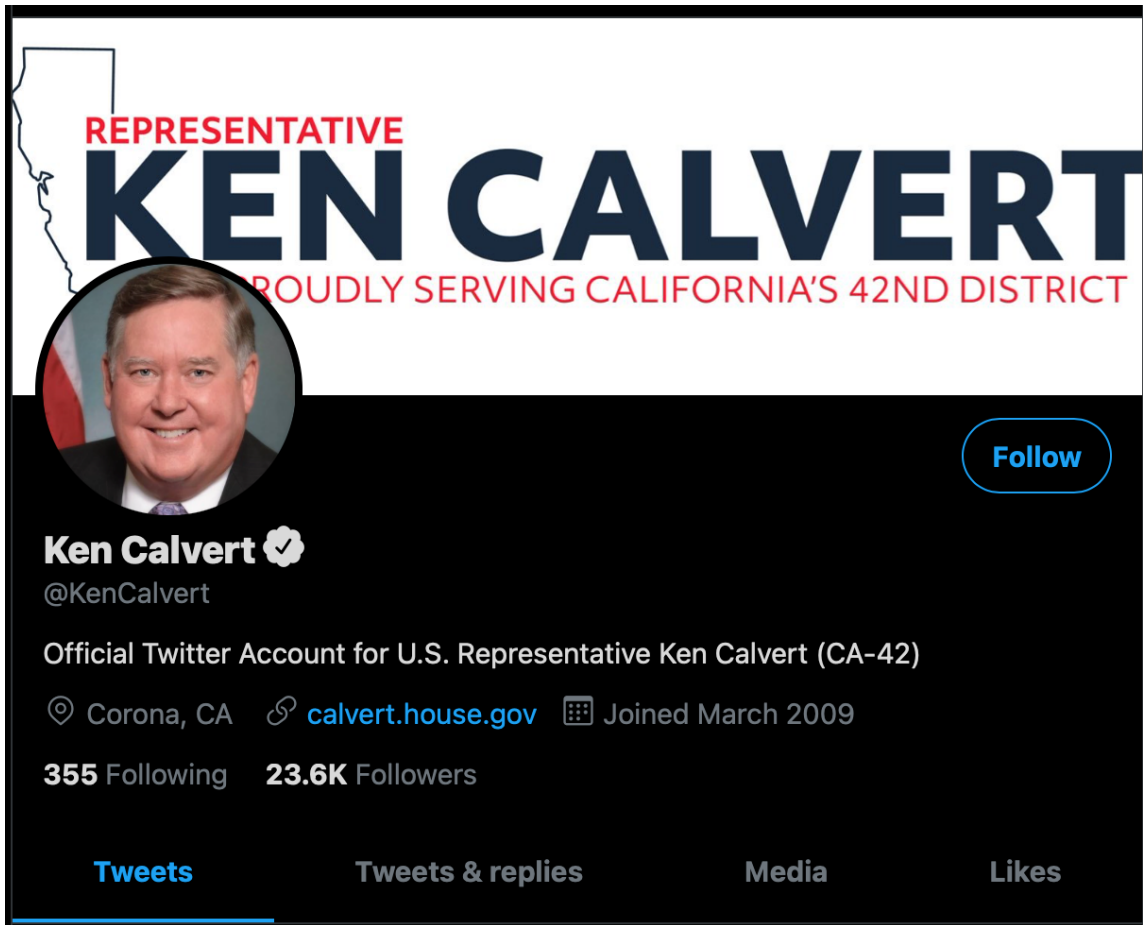 REPRESENTATIVE
KEN CALVERT
ROUDLY SERVING CALIFORNIA'S 42ND DISTRICT
Ken Calvert
@KenCalvert
Official Twitter Account for U.S. Representative Ken Calvert (CA-42)
Corona, CA calvert.house.gov Joined March 2009
355 Following 23.6K Followers
Follow
Tweets Tweets & replies Media Likes